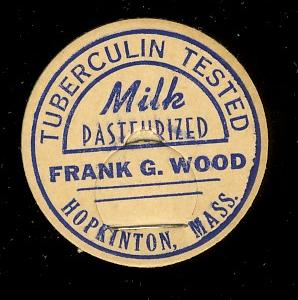 TUBERCULIN TESTED
Milk
PASTEURIZED
FRANK G. WOOD
HOPKINTON, MASS.